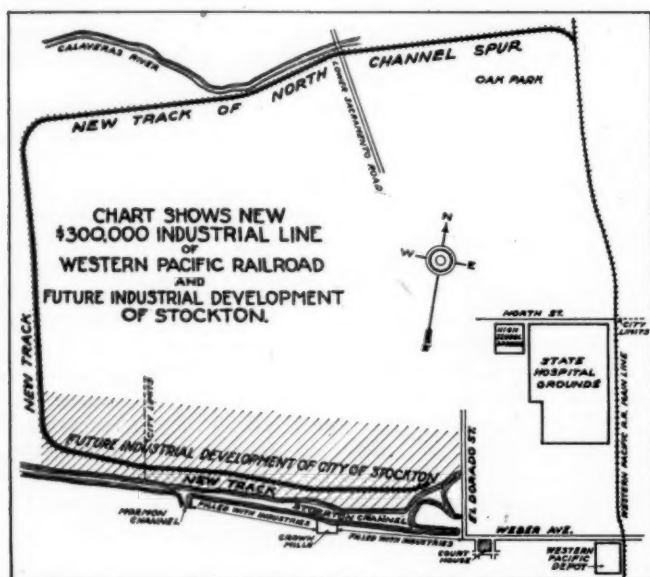 CALAVERAS RIVER
NEW TRACK OF NORTH CHANNEL SPUR
LOWER SACRAMENTO ROAD
OAK PARK
CHART SHOWS NEW
$300,000 INDUSTRIAL LINE
OF
WESTERN PACIFIC RAILROAD
AND
FUTURE INDUSTRIAL DEVELOPMENT
OF STOCKTON.
N
W
E
NORTH ST.
CITY
LIMITS
HIGH
SCHOOL
STATE
HOSPITAL
GROUNDS
WESTERN PACIFIC R.R. MAIN LINE
NEW TRACK
CITY LIMITS
FUTURE INDUSTRIAL DEVELOPMENT OF CITY OF STOCKTON
EL DORADO ST.
NEW TRACK
STOCKTON CHANNEL
MORMON
CHANNEL
FILLED WITH INDUSTRIES
CROWN
MILLS
FILLED WITH INDUSTRIES
WEBER AVE.
COURT
HOUSE
WESTERN
PACIFIC
DEPOT